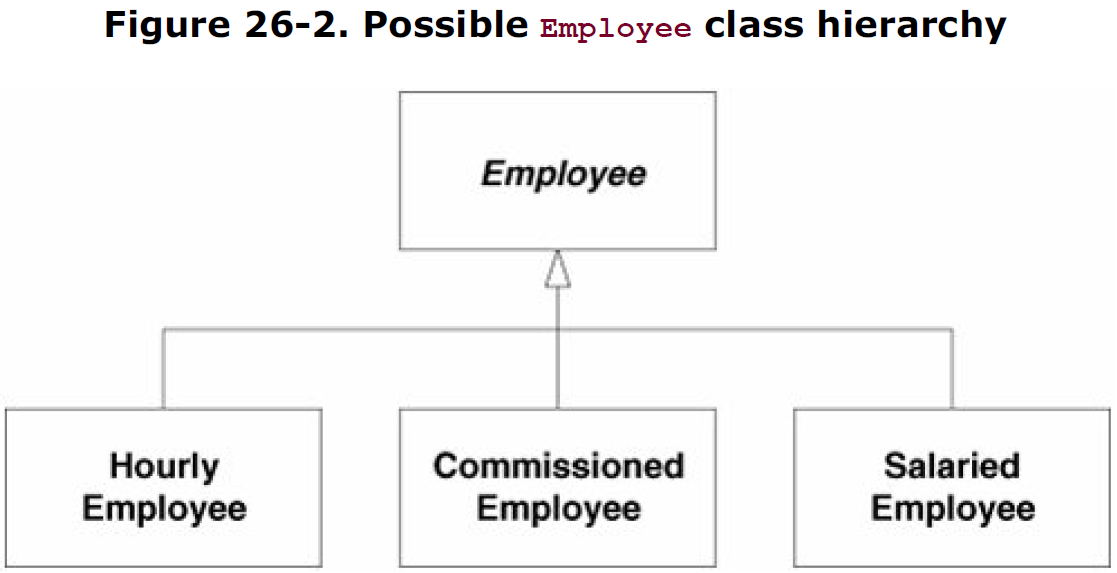 Figure 26-2. Possible Employee class hierarchy
Employee
Hourly
Employee
Commissioned
Employee
Salaried
Employee